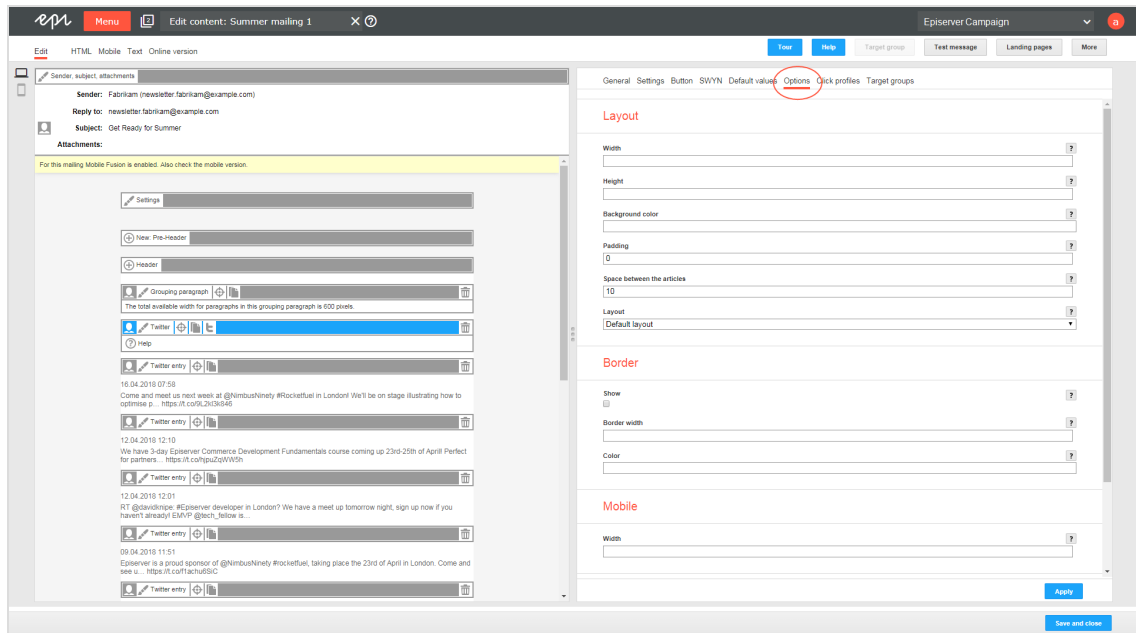 epi Menu 2 Edit content: Summer mailing 1 Episerver Campaign a
Edit HTML Mobile Text Online version Tour Help Target group Test message Landing pages More
Sender, subject, attachments
Sender: Fabrikam (newsletter.fabrikam@example.com)
Reply to: newsletter.fabrikam@example.com
Subject: Get Ready for Summer
Attachments:
For this mailing Mobile Fusion is enabled. Also check the mobile version.
Settings
New: Pre-Header
Header
Grouping paragraph
The total available width for paragraphs in this grouping paragraph is 600 pixels.
Twitter
Help
Twitter entry
16.04.2018 07:58
Come and meet us next week at @NimbusNinety #Rocketfuel in London! We'll be on stage illustrating how to
optimise p... https://t.co/9L2kI3k846
Twitter entry
12.04.2018 12:10
We have 3-day Episerver Commerce Development Fundamentals course coming up 23rd-25th of April! Perfect
for partners... https://t.co/hjpuZqWW5h
Twitter entry
12.04.2018 12:01
RT @davidknipe: #Episerver developer in London? We have a meet up tomorrow night, sign up now if you
haven't already! EMVP @tech_fellow is...
Twitter entry
09.04.2018 11:51
Episerver is a proud sponsor of @NimbusNinety #rocketfuel, taking place the 23rd of April in London. Come and
see u... https://t.co/f1achu6SiC
Twitter entry
General Settings Button SWYN Default values Options Click profiles Target groups
Layout
Width ?
Height ?
Background color ?
Padding ?
0
Space between the articles ?
10
Layout ?
Default layout
Border
Show ?
Border width ?
Color ?
Mobile
Width ?
Apply
Save and close